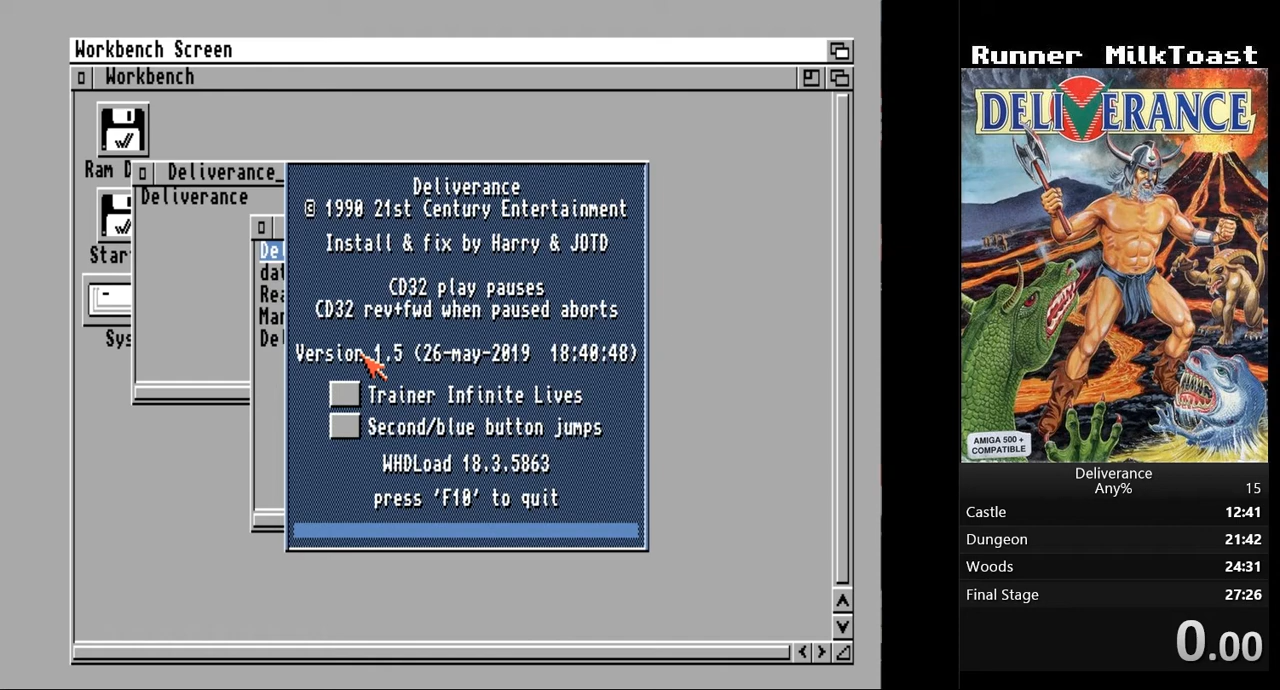 Workbench Screen
Workbench
Ram D
Deliverance_
Deliverance
Star
Sys
De
dat
Rea
Man
Del
Deliverance
© 1990 21st Century Entertainment
Install & fix by Harry & JOTD
CD32 play pauses
CD32 rev+fwd when paused aborts
Version 1.5 (26-may-2019 18:40:48)
Trainer Infinite Lives
Second/blue button jumps
WHDLoad 18.3.5863
press 'F10' to quit
Runner MilkToast
DELIVERANCE
AMIGA 500 +
COMPATIBLE
Deliverance
Any% 15
Castle 12:41
Dungeon 21:42
Woods 24:31
Final Stage 27:26
0.00